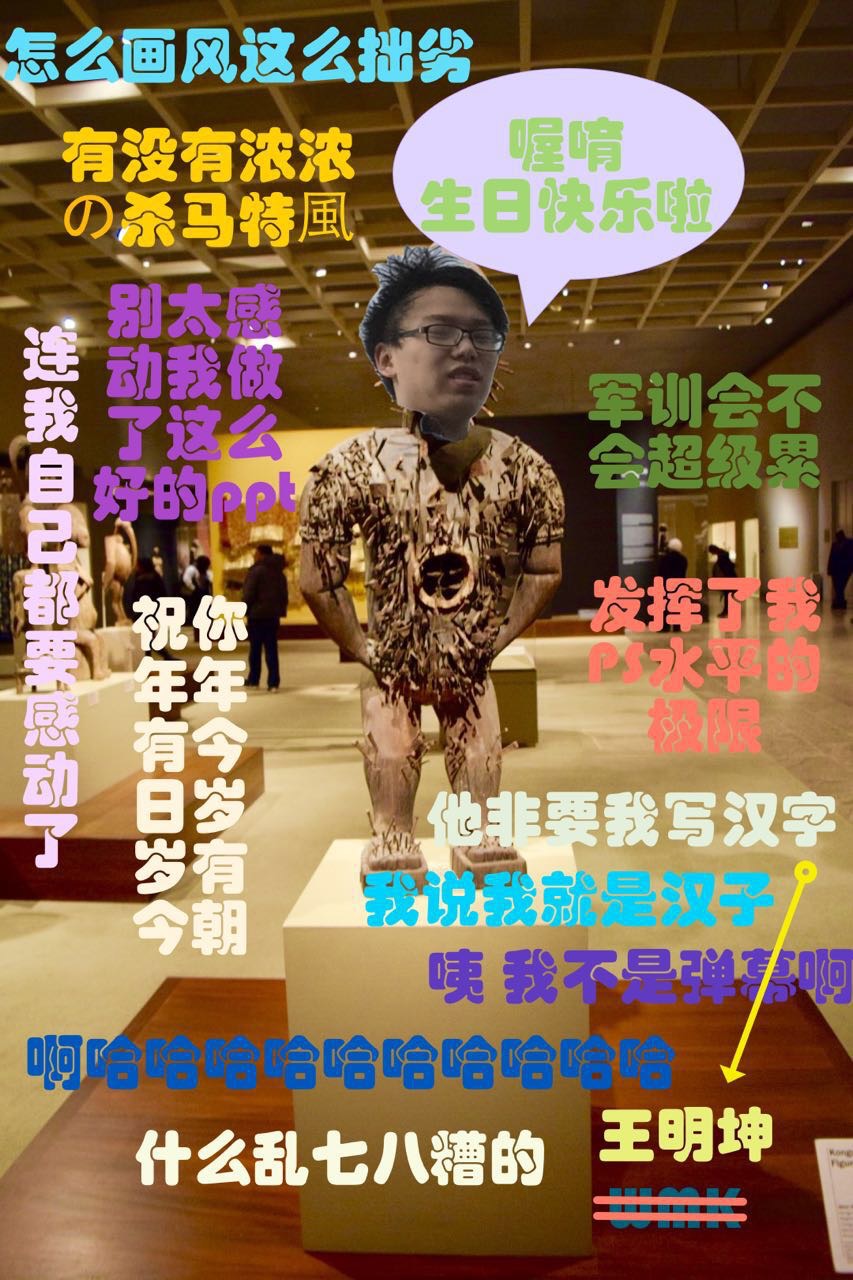 怎么画风这么拙劣
喔唷
生日快乐啦
有没有浓浓
の杀马特風
别太感
动我做
了这么
好的ppt
连我自己都要感动了
军训会不
会超级累
发挥了我
PS水平的
极限
祝年有日岁今
你年今岁有朝
他非要我写汉字
我说我就是汉子
咦 我不是弹幕啊
啊哈哈哈哈哈哈哈哈哈哈
什么乱七八糟的
王明坤
WMK
Kong
Figu